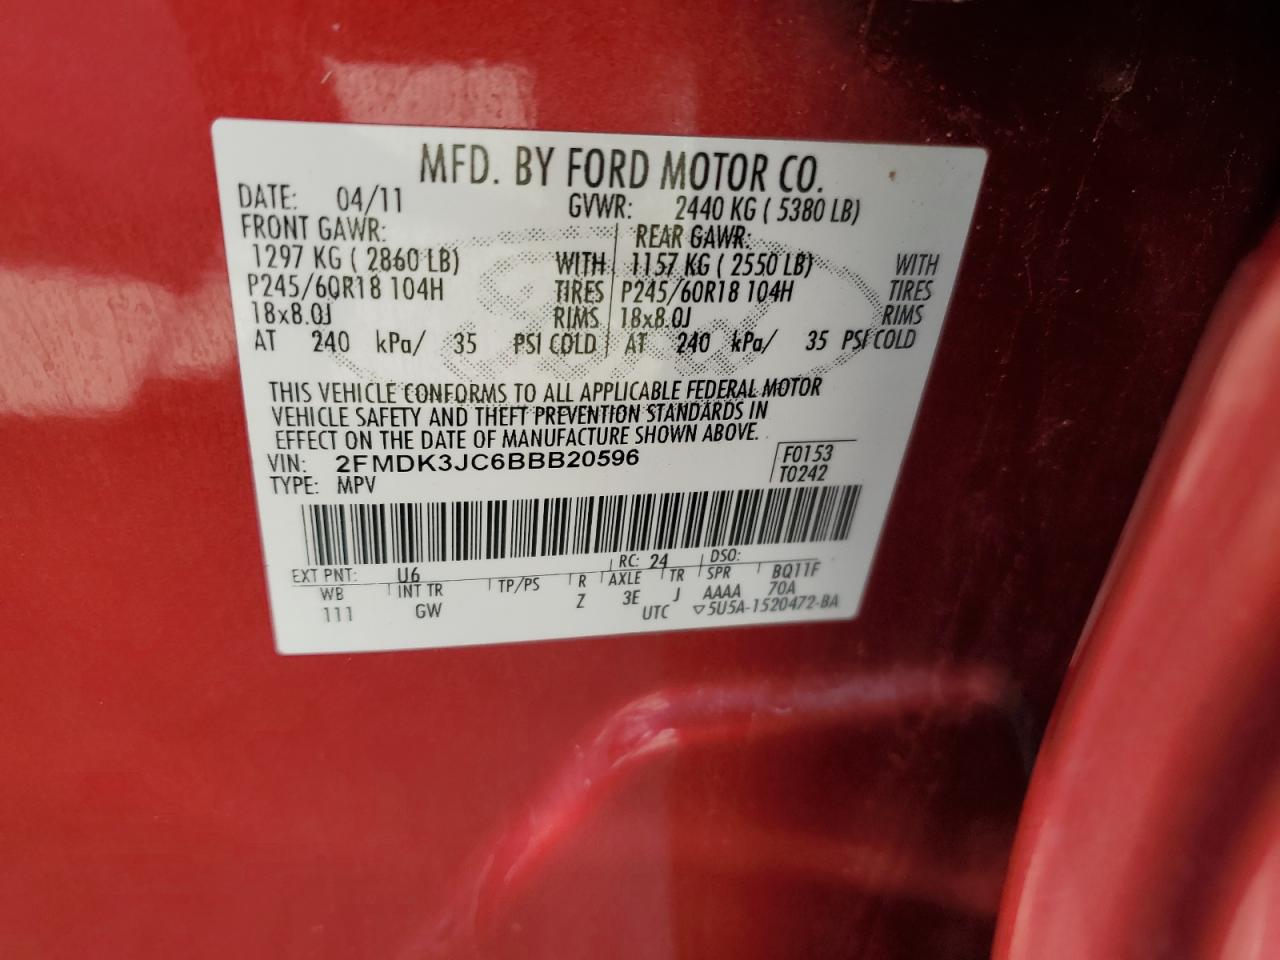 MFD. BY FORD MOTOR CO.
DATE: 04/11 GVWR: 2440 KG ( 5380 LB)
FRONT GAWR: REAR GAWR:
1297 KG ( 2860 LB) WITH 1157 KG ( 2550 LB) WITH
P245/60R18 104H TIRES P245/60R18 104H TIRES
18x8.0J RIMS 18x8.0J RIMS
AT 240 kPa/ 35 PSI COLD AT 240 kPa/ 35 PSI COLD
THIS VEHICLE CONFORMS TO ALL APPLICABLE FEDERAL MOTOR
VEHICLE SAFETY AND THEFT PREVENTION STANDARDS IN
EFFECT ON THE DATE OF MANUFACTURE SHOWN ABOVE.
VIN: 2FMDK3JC6BBB20596 F0153
TYPE: MPV T0242
EXT PNT: U6 RC: 24 DSO:
WB INT TR TP/PS R AXLE TR SPR BQ11F
111 GW Z 3E J AAAA 70A
UTC ▽5U5A-1520472-BA